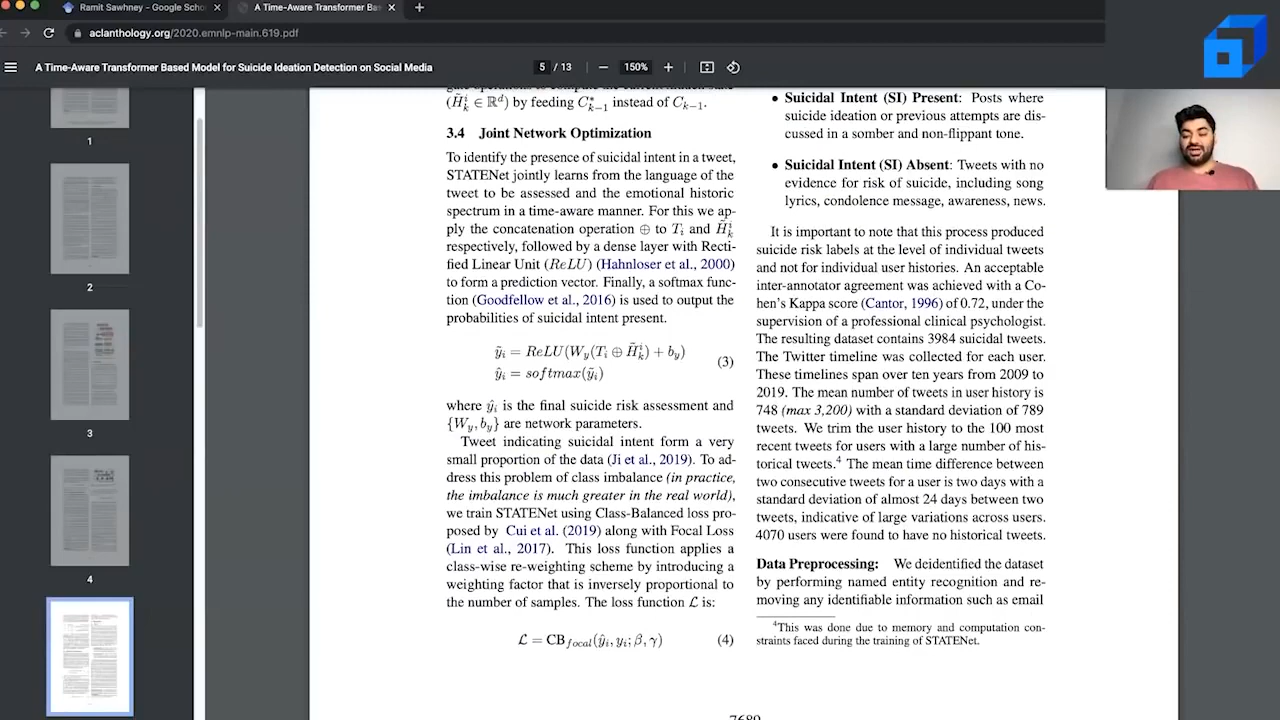 Ramit Sawhney - Google Scho
A Time-Aware Transformer Bas
aclanthology.org/2020.emnlp-main.619.pdf
A Time-Aware Transformer Based Model for Suicide Ideation Detection on Social Media
5 / 13
150%
1
2
3
4
(H̃ᵢₖ ∈ ℝᵈ) by feeding C*ₖ₋₁ instead of Cₖ₋₁.
3.4 Joint Network Optimization
To identify the presence of suicidal intent in a tweet,
STATENet jointly learns from the language of the
tweet to be assessed and the emotional historic
spectrum in a time-aware manner. For this we ap-
ply the concatenation operation ⊕ to Tᵢ and H̃ᵢₖ
respectively, followed by a dense layer with Recti-
fied Linear Unit (ReLU) (Hahnloser et al., 2000)
to form a prediction vector. Finally, a softmax func-
tion (Goodfellow et al., 2016) is used to output the
probabilities of suicidal intent present.
ỹᵢ = ReLU(Wy(Tᵢ ⊕ H̃ᵢₖ) + by)
ŷᵢ = softmax(ỹᵢ)
(3)
where ŷᵢ is the final suicide risk assessment and
{Wy, by} are network parameters.
Tweet indicating suicidal intent form a very
small proportion of the data (Ji et al., 2019). To ad-
dress this problem of class imbalance (in practice,
the imbalance is much greater in the real world),
we train STATENet using Class-Balanced loss pro-
posed by Cui et al. (2019) along with Focal Loss
(Lin et al., 2017). This loss function applies a
class-wise re-weighting scheme by introducing a
weighting factor that is inversely proportional to
the number of samples. The loss function ℒ is:
ℒ = CBfocal(ŷᵢ, yᵢ; β, γ) (4)
• Suicidal Intent (SI) Present: Posts where
suicide ideation or previous attempts are dis-
cussed in a somber and non-flippant tone.
• Suicidal Intent (SI) Absent: Tweets with no
evidence for risk of suicide, including song
lyrics, condolence message, awareness, news.
It is important to note that this process produced
suicide risk labels at the level of individual tweets
and not for individual user histories. An acceptable
inter-annotator agreement was achieved with a Co-
hen's Kappa score (Cantor, 1996) of 0.72, under the
supervision of a professional clinical psychologist.
The resulting dataset contains 3984 suicidal tweets.
The Twitter timeline was collected for each user.
These timelines span over ten years from 2009 to
2019. The mean number of tweets in user history is
748 (max 3,200) with a standard deviation of 789
tweets. We trim the user history to the 100 most
recent tweets for users with a large number of his-
torical tweets.⁴ The mean time difference between
two consecutive tweets for a user is two days with a
standard deviation of almost 24 days between two
tweets, indicative of large variations across users.
4070 users were found to have no historical tweets.
Data Preprocessing: We deidentified the dataset
by performing named entity recognition and re-
moving any identifiable information such as email
⁴This was done due to memory and computation con-
straints faced during the training of STATENet.
7689